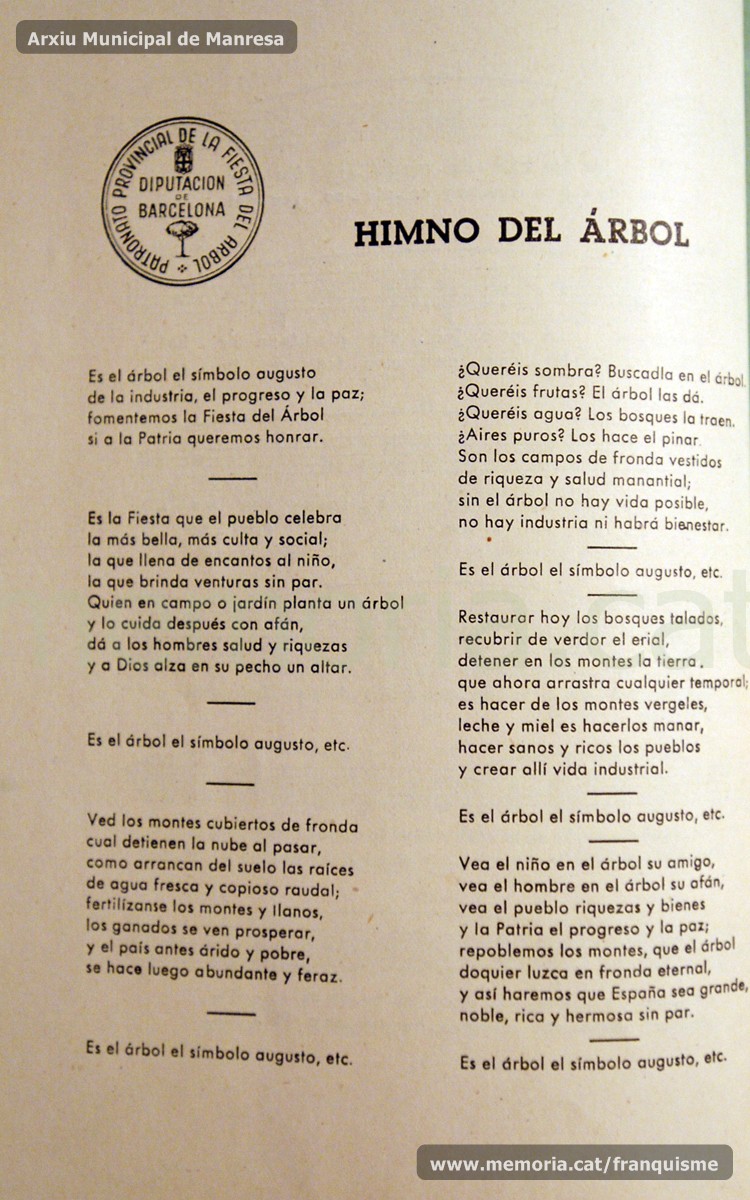 Arxiu Municipal de Manresa
PATRONATO PROVINCIAL DE LA FIESTA DEL ARBOL
DIPUTACION
DE
BARCELONA
HIMNO DEL ÁRBOL
Es el árbol el símbolo augusto
de la industria, el progreso y la paz;
fomentemos la Fiesta del Árbol
si a la Patria queremos honrar.
Es la Fiesta que el pueblo celebra
la más bella, más culta y social;
la que llena de encantos al niño,
la que brinda venturas sin par.
Quien en campo o jardín planta un árbol
y lo cuida después con afán,
dá a los hombres salud y riquezas
y a Dios alza en su pecho un altar.
Es el árbol el símbolo augusto, etc.
Ved los montes cubiertos de fronda
cual detienen la nube al pasar,
como arrancan del suelo las raíces
de agua fresca y copioso raudal;
fertilízanse los montes y llanos,
los ganados se ven prosperar,
y el país antes árido y pobre,
se hace luego abundante y feraz.
Es el árbol el símbolo augusto, etc.
¿Queréis sombra? Buscadla en el árbol.
¿Queréis frutas? El árbol las dá.
¿Queréis agua? Los bosques la traen.
¿Aires puros? Los hace el pinar.
Son los campos de fronda vestidos
de riqueza y salud manantial;
sin el árbol no hay vida posible,
no hay industria ni habrá bienestar.
Es el árbol el símbolo augusto, etc.
Restaurar hoy los bosques talados,
recubrir de verdor el erial,
detener en los montes la tierra.
que ahora arrastra cualquier temporal;
es hacer de los montes vergeles,
leche y miel es hacerlos manar,
hacer sanos y ricos los pueblos
y crear allí vida industrial.
Es el árbol el símbolo augusto, etc.
Vea el niño en el árbol su amigo,
vea el hombre en el árbol su afán,
vea el pueblo riquezas y bienes
y la Patria el progreso y la paz;
repoblemos los montes, que el árbol
doquier luzca en fronda eternal,
y así haremos que España sea grande,
noble, rica y hermosa sin par.
Es el árbol el símbolo augusto, etc.
www.memoria.cat/franquisme